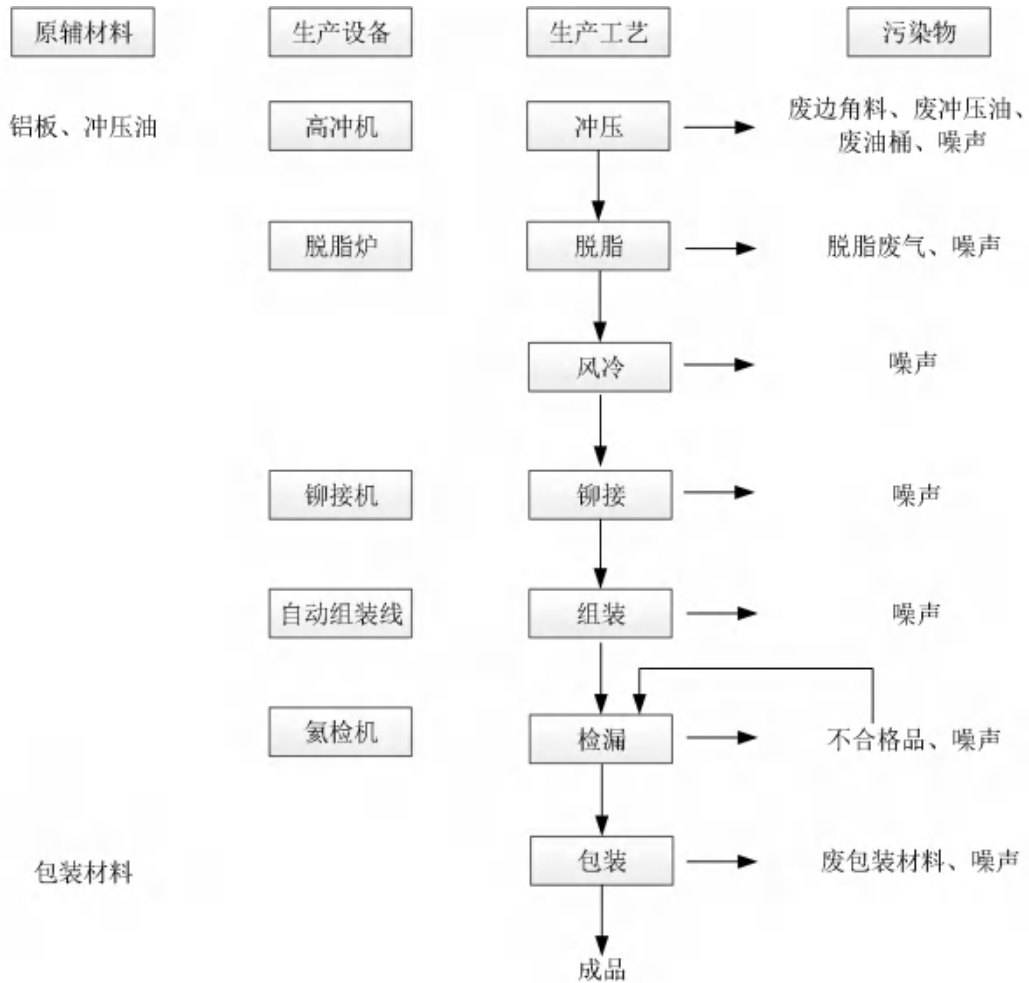 原辅材料
生产设备
生产工艺
污染物
铝板、冲压油
高冲机
冲压
废边角料、废冲压油、
废油桶、噪声
脱脂炉
脱脂
脱脂废气、噪声
风冷
噪声
铆接机
铆接
噪声
自动组装线
组装
噪声
氦检机
检漏
不合格品、噪声
包装材料
包装
废包装材料、噪声
成品